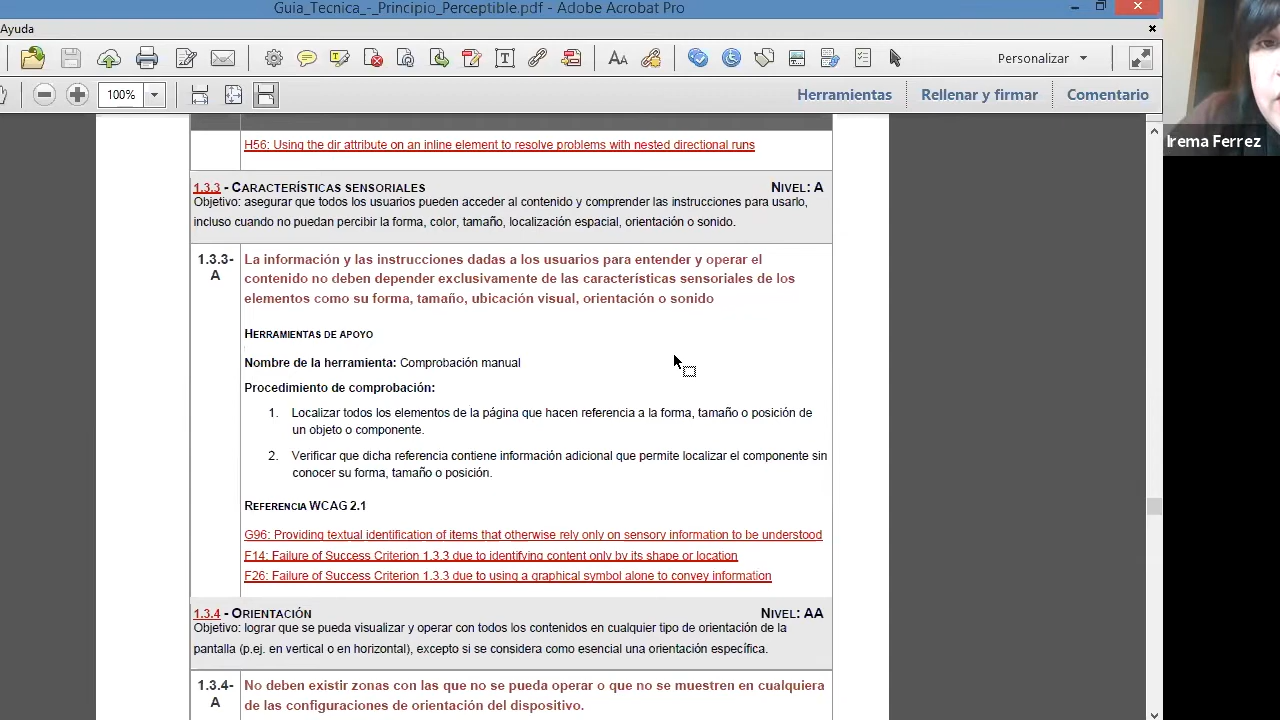 Guia_Tecnica_-_Principio_Perceptible.pdf - Adobe Acrobat Pro
Ayuda
Personalizar
100%
Herramientas
Rellenar y firmar
Comentario
Irema Ferrez
H56: Using the dir attribute on an inline element to resolve problems with nested directional runs
1.3.3 - CARACTERÍSTICAS SENSORIALES NIVEL: A
Objetivo: asegurar que todos los usuarios pueden acceder al contenido y comprender las instrucciones para usarlo,
incluso cuando no puedan percibir la forma, color, tamaño, localización espacial, orientación o sonido.
1.3.3-
A
La información y las instrucciones dadas a los usuarios para entender y operar el
contenido no deben depender exclusivamente de las características sensoriales de los
elementos como su forma, tamaño, ubicación visual, orientación o sonido
HERRAMIENTAS DE APOYO
Nombre de la herramienta: Comprobación manual
Procedimiento de comprobación:
1. Localizar todos los elementos de la página que hacen referencia a la forma, tamaño o posición de
un objeto o componente.
2. Verificar que dicha referencia contiene información adicional que permite localizar el componente sin
conocer su forma, tamaño o posición.
REFERENCIA WCAG 2.1
G96: Providing textual identification of items that otherwise rely only on sensory information to be understood
F14: Failure of Success Criterion 1.3.3 due to identifying content only by its shape or location
F26: Failure of Success Criterion 1.3.3 due to using a graphical symbol alone to convey information
1.3.4 - ORIENTACIÓN NIVEL: AA
Objetivo: lograr que se pueda visualizar y operar con todos los contenidos en cualquier tipo de orientación de la
pantalla (p.ej. en vertical o en horizontal), excepto si se considera como esencial una orientación específica.
1.3.4-
A
No deben existir zonas con las que no se pueda operar o que no se muestren en cualquiera
de las configuraciones de orientación del dispositivo.